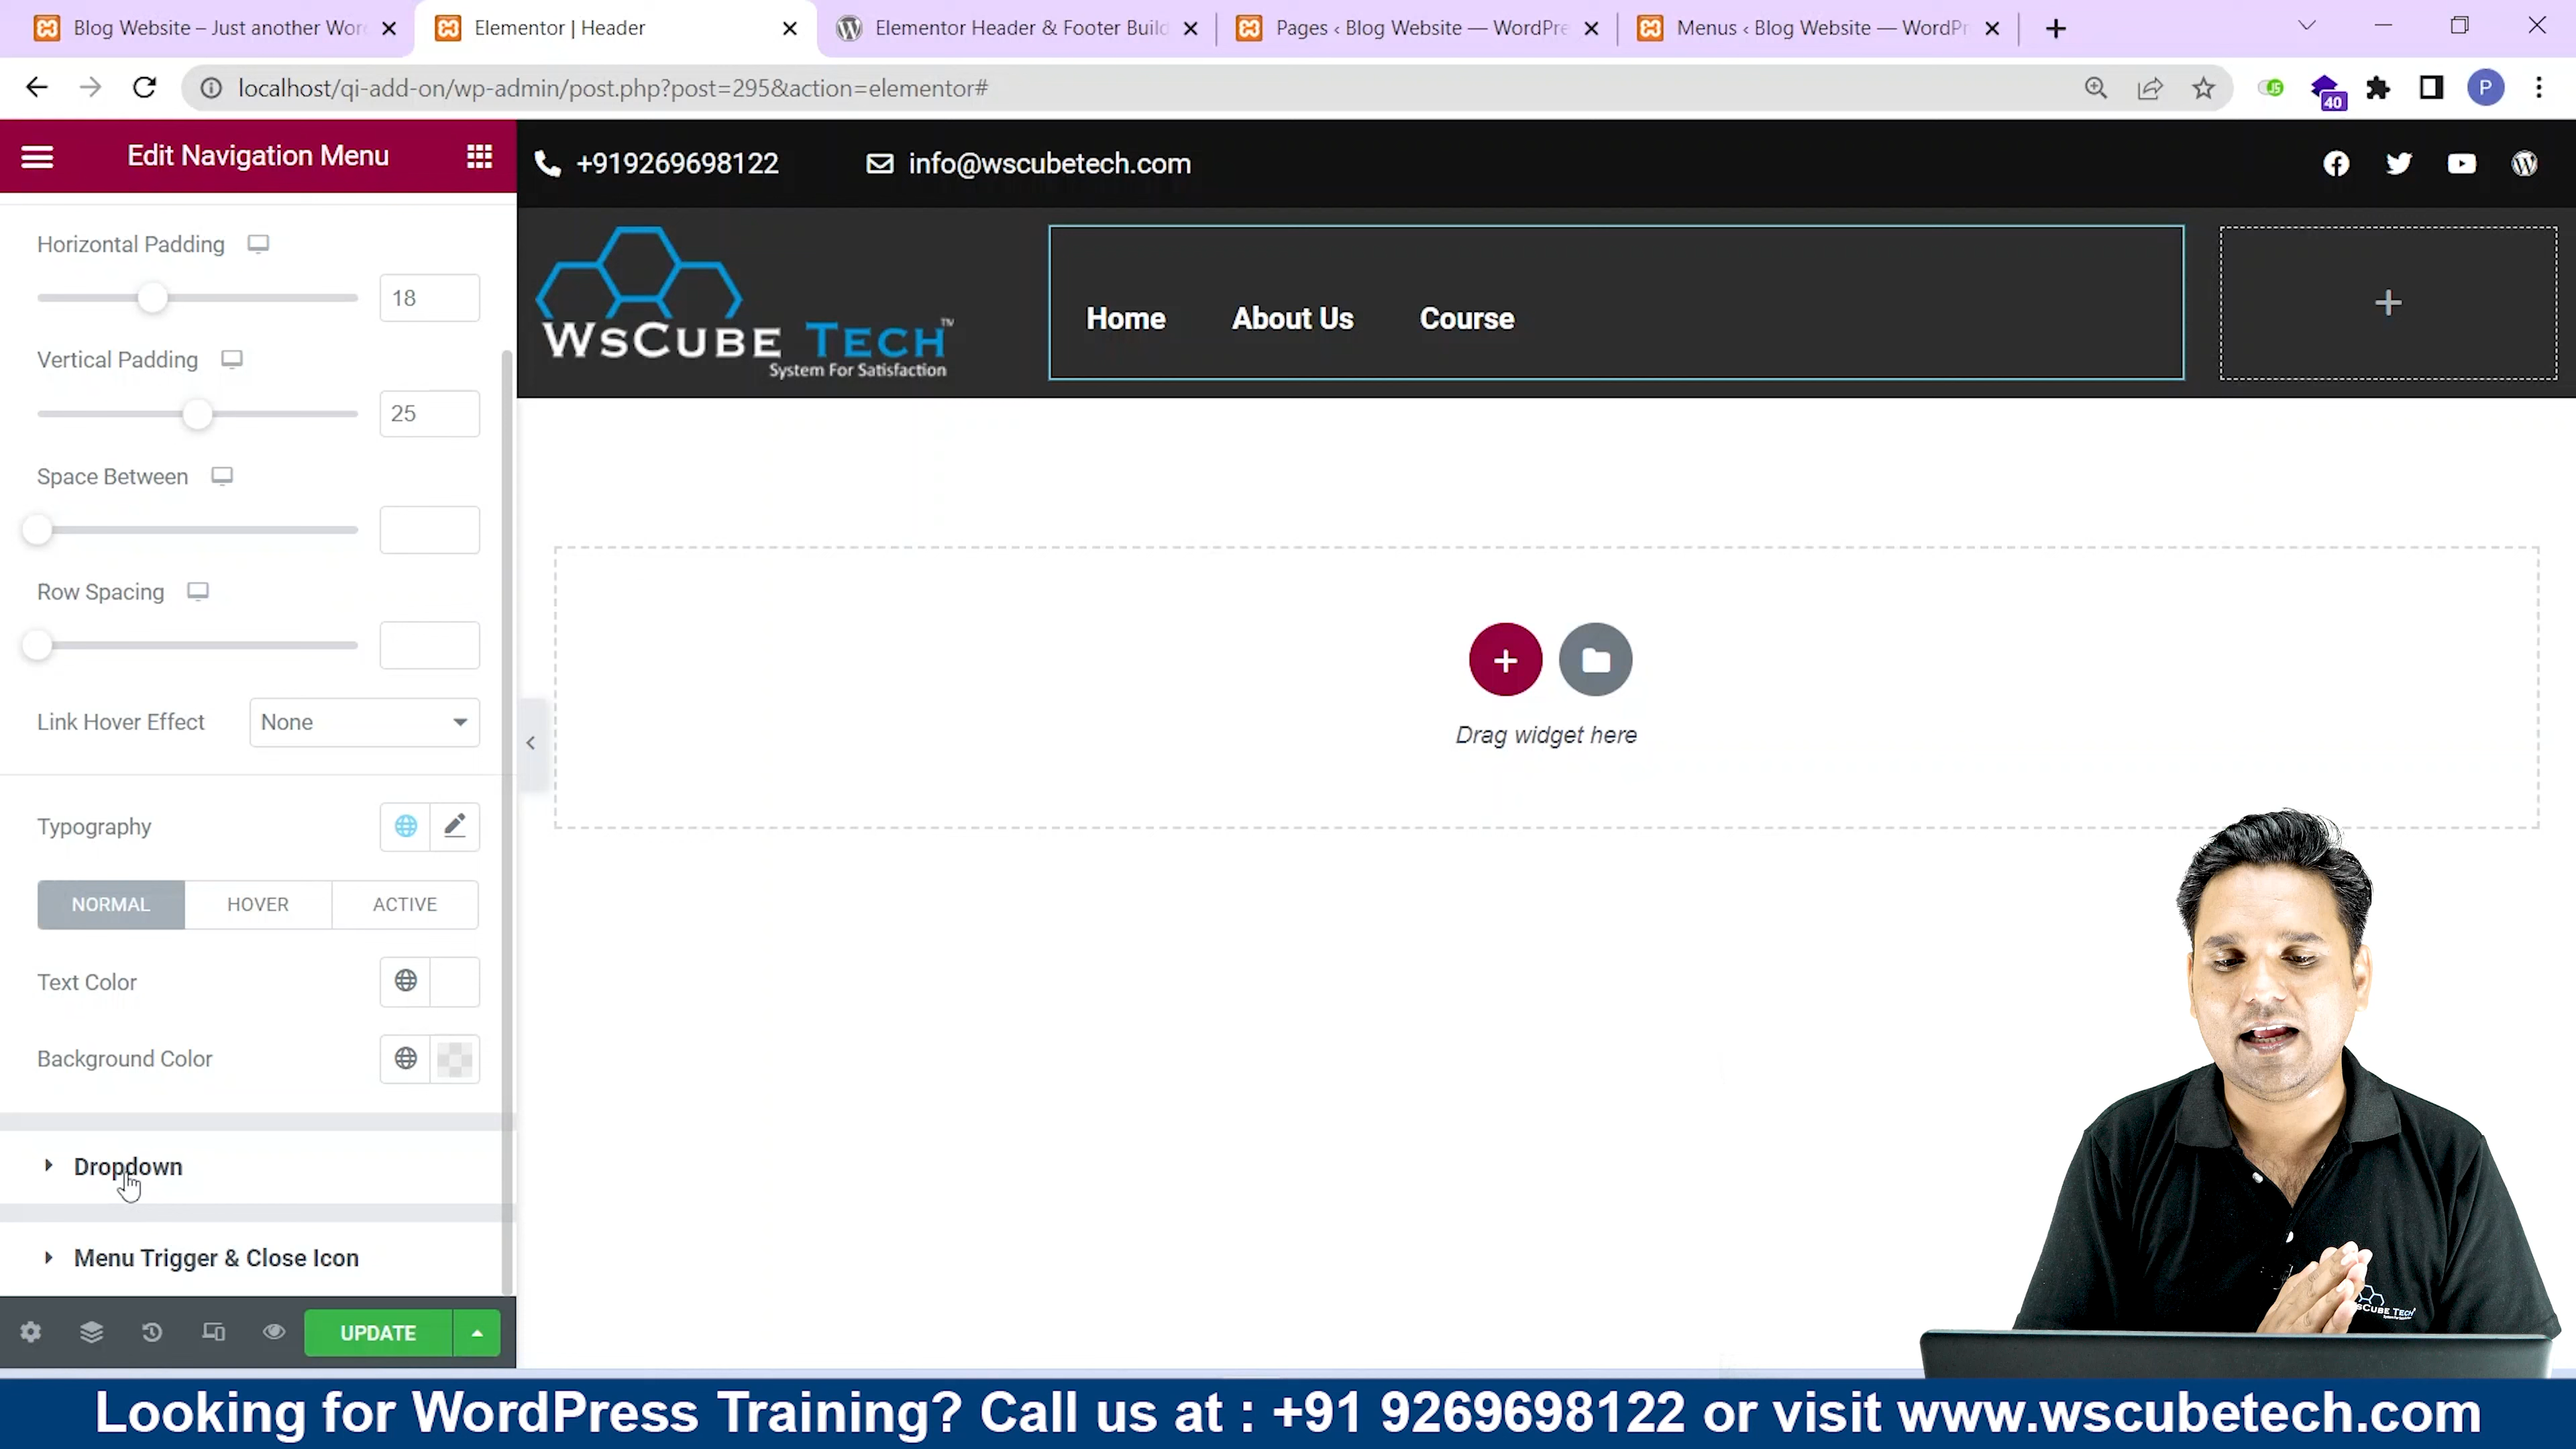 Blog Website – Just another Wor
Elementor | Header
Elementor Header & Footer Build
Pages ‹ Blog Website — WordPre
Menus ‹ Blog Website — WordPr
localhost/qi-add-on/wp-admin/post.php?post=295&action=elementor#
JS
40
P
Edit Navigation Menu
+919269698122
info@wscubetech.com
Horizontal Padding
18
Vertical Padding
25
Space Between
Row Spacing
Link Hover Effect
None
Typography
NORMAL
HOVER
ACTIVE
Text Color
Background Color
Dropdown
Menu Trigger & Close Icon
UPDATE
WSCUBE TECH™
System For Satisfaction
Home
About Us
Course
Drag widget here
Looking for WordPress Training? Call us at : +91 9269698122 or visit www.wscubetech.com